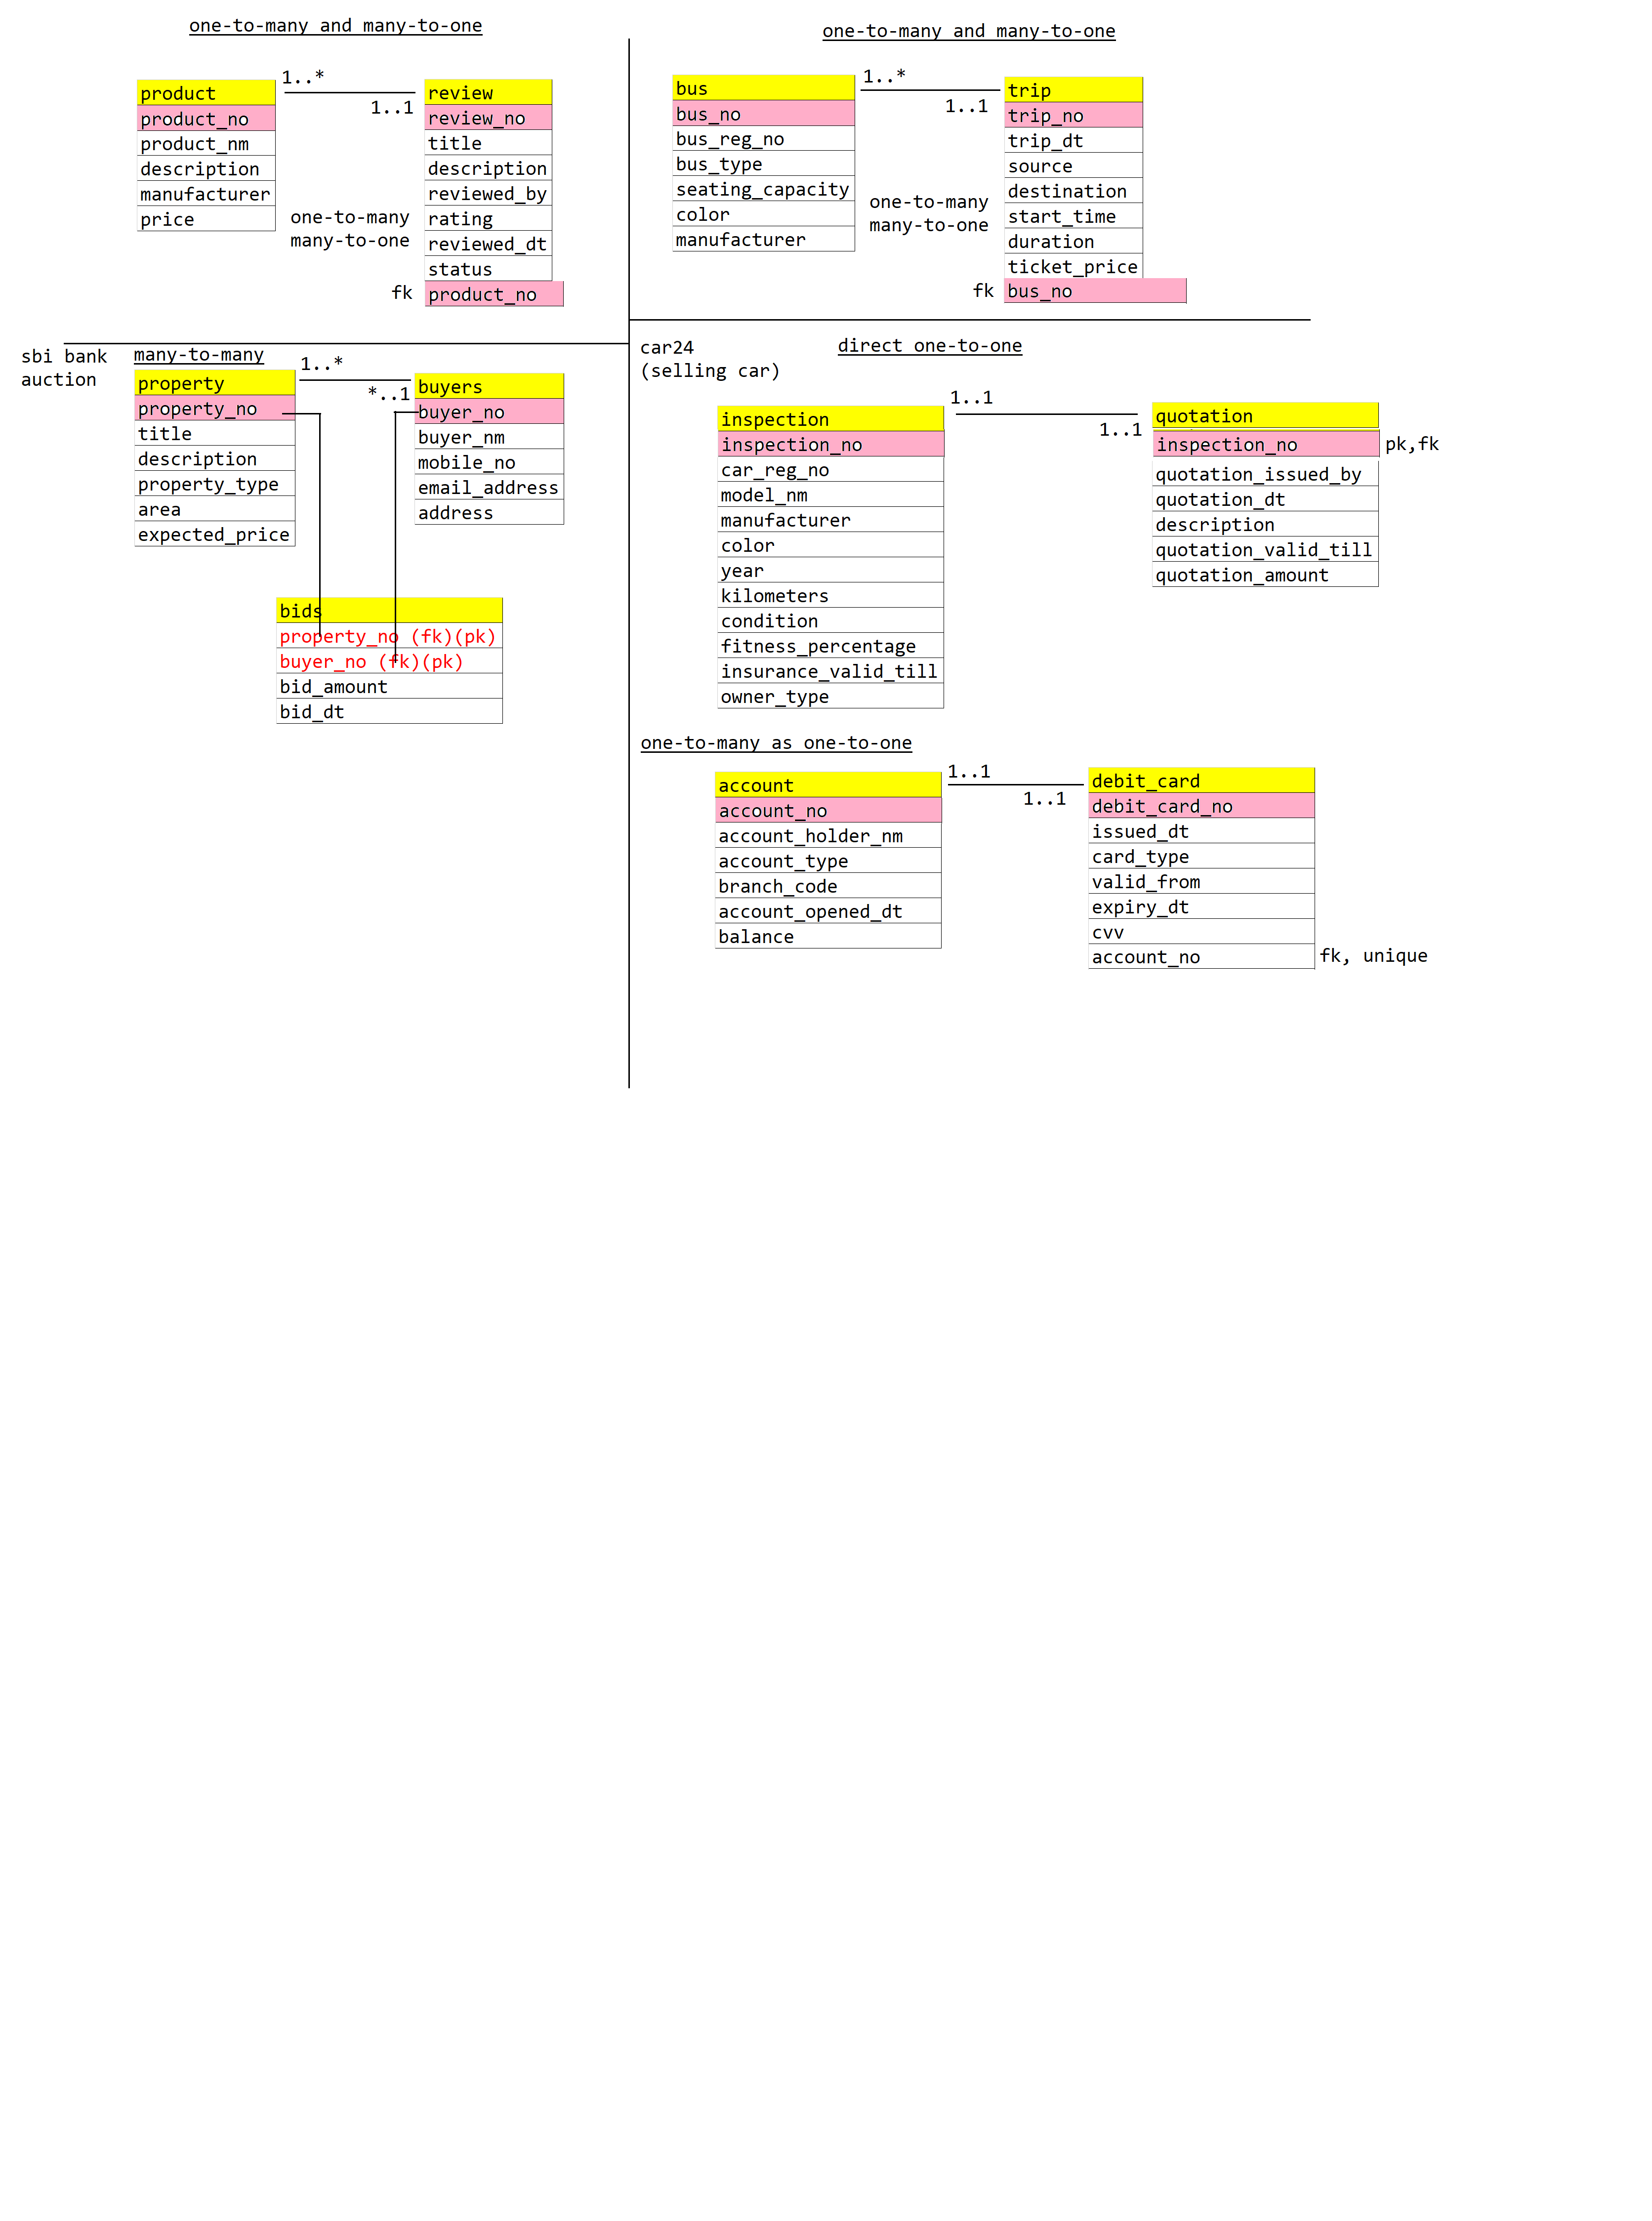 one-to-many and many-to-one
1..*
1..1
product
product_no
product_nm
description
manufacturer
price
one-to-many
many-to-one
review
review_no
title
description
reviewed_by
rating
reviewed_dt
status
fk
product_no
one-to-many and many-to-one
1..*
1..1
bus
bus_no
bus_reg_no
bus_type
seating_capacity
color
manufacturer
one-to-many
many-to-one
trip
trip_no
trip_dt
source
destination
start_time
duration
ticket_price
fk
bus_no
sbi bank
auction
many-to-many
1..*
*..1
property
property_no
title
description
property_type
area
expected_price
buyers
buyer_no
buyer_nm
mobile_no
email_address
address
bids
property_no (fk)(pk)
buyer_no (fk)(pk)
bid_amount
bid_dt
car24
(selling car)
direct one-to-one
1..1
1..1
inspection
inspection_no
car_reg_no
model_nm
manufacturer
color
year
kilometers
condition
fitness_percentage
insurance_valid_till
owner_type
quotation
inspection_no
pk,fk
quotation_issued_by
quotation_dt
description
quotation_valid_till
quotation_amount
one-to-many as one-to-one
1..1
1..1
account
account_no
account_holder_nm
account_type
branch_code
account_opened_dt
balance
debit_card
debit_card_no
issued_dt
card_type
valid_from
expiry_dt
cvv
account_no
fk, unique